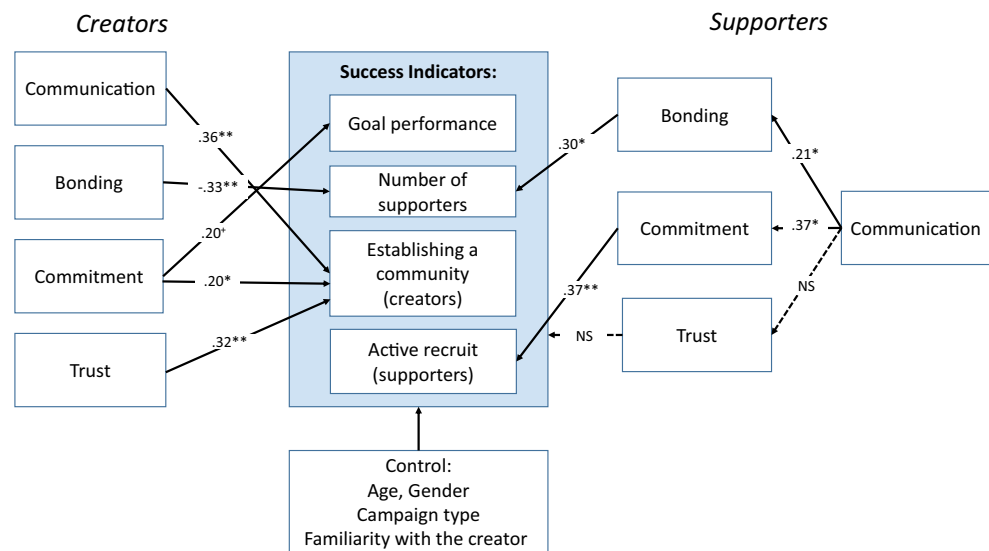 Creators
Supporters
Communication
Bonding
Commitment
Trust
.36**
-.33**
.20+
.20*
.32**
Success Indicators:
Goal performance
Number of
supporters
Establishing a
community
(creators)
Active recruit
(supporters)
.30*
.37**
NS
Bonding
Commitment
Trust
.21*
.37*
NS
Communication
Control:
Age, Gender
Campaign type
Familiarity with the creator